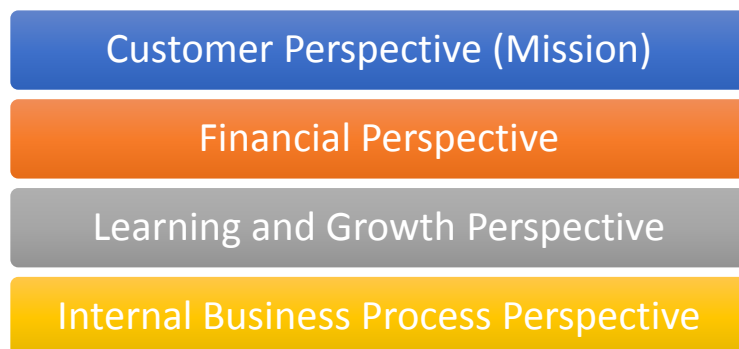 Customer Perspective (Mission)
Financial Perspective
Learning and Growth Perspective
Internal Business Process Perspective